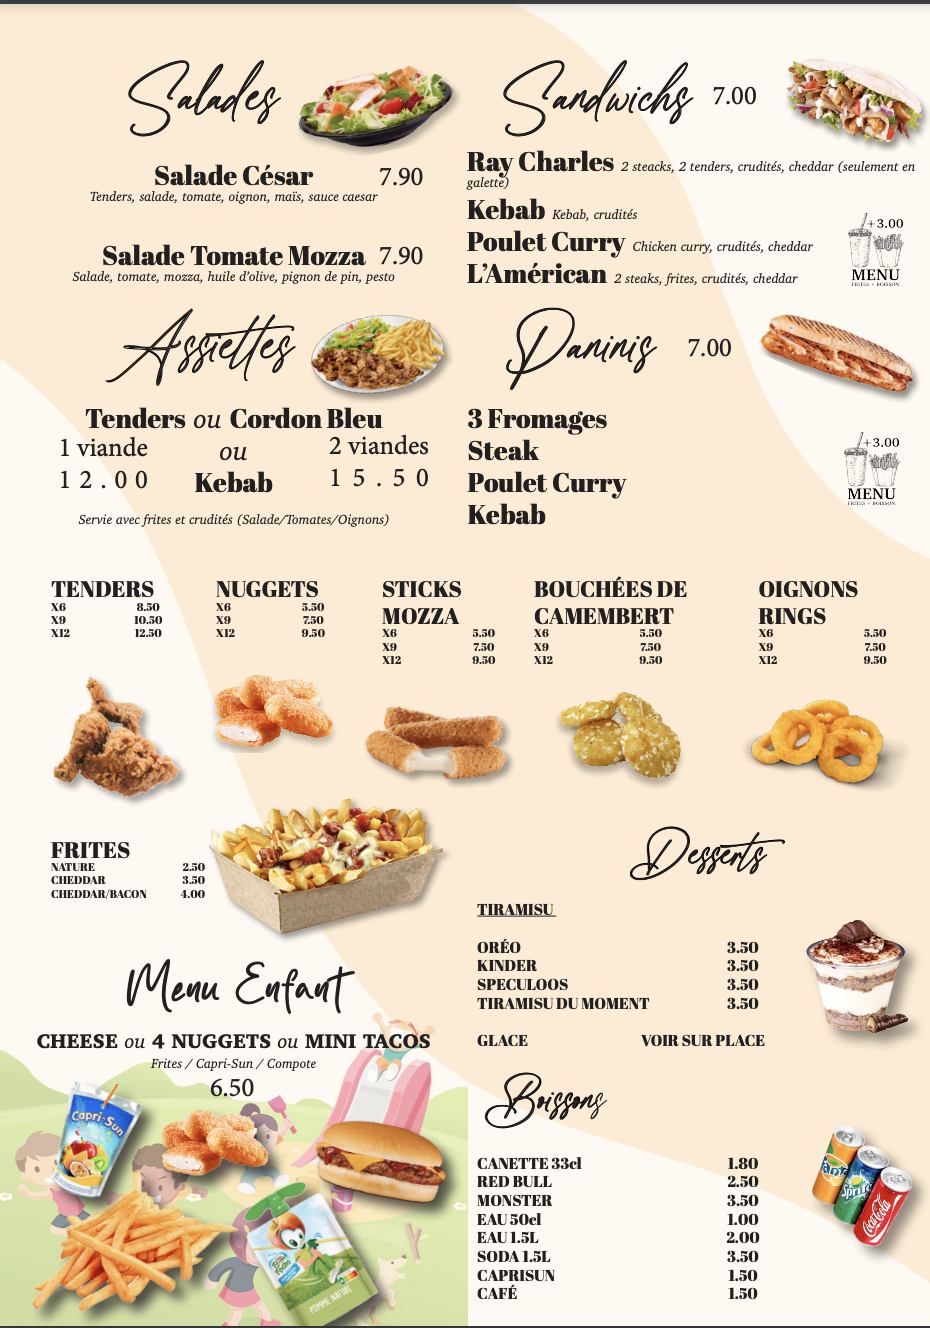 Salades
Salade César 7.90
Tenders, salade, tomate, oignon, maïs, sauce caesar
Salade Tomate Mozza 7.90
Salade, tomate, mozza, huile d'olive, pignon de pin, pesto
Sandwichs 7.00
Ray Charles 2 steacks, 2 tenders, crudités, cheddar (seulement en
galette)
Kebab Kebab, crudités
Poulet Curry Chicken curry, crudités, cheddar
L'Américan 2 steaks, frites, crudités, cheddar
+3.00
MENU
FRITES + BOISSON
Assiettes
Tenders ou Cordon Bleu
1 viande ou 2 viandes
12.00 Kebab 15.50
Servie avec frites et crudités (Salade/Tomates/Oignons)
Paninis 7.00
3 Fromages
Steak
Poulet Curry
Kebab
+3.00
MENU
FRITES + BOISSON
TENDERS
X6 8.50
X9 10.50
X12 12.50
NUGGETS
X6 5.50
X9 7.50
X12 9.50
STICKS
MOZZA
X6 5.50
X9 7.50
X12 9.50
BOUCHÉES DE
CAMEMBERT
X6 5.50
X9 7.50
X12 9.50
OIGNONS
RINGS
X6 5.50
X9 7.50
X12 9.50
FRITES
NATURE 2.50
CHEDDAR 3.50
CHEDDAR/BACON 4.00
Menu Enfant
CHEESE ou 4 NUGGETS ou MINI TACOS
Frites / Capri-Sun / Compote
6.50
Capri-Sun
POMME NATURE
Desserts
TIRAMISU
ORÉO 3.50
KINDER 3.50
SPECULOOS 3.50
TIRAMISU DU MOMENT 3.50
GLACE VOIR SUR PLACE
Boissons
CANETTE 33cl 1.80
RED BULL 2.50
MONSTER 3.50
EAU 50cl 1.00
EAU 1.5L 2.00
SODA 1.5L 3.50
CAPRISUN 1.50
CAFÉ 1.50
Fanta
Sprite
Coca-Cola